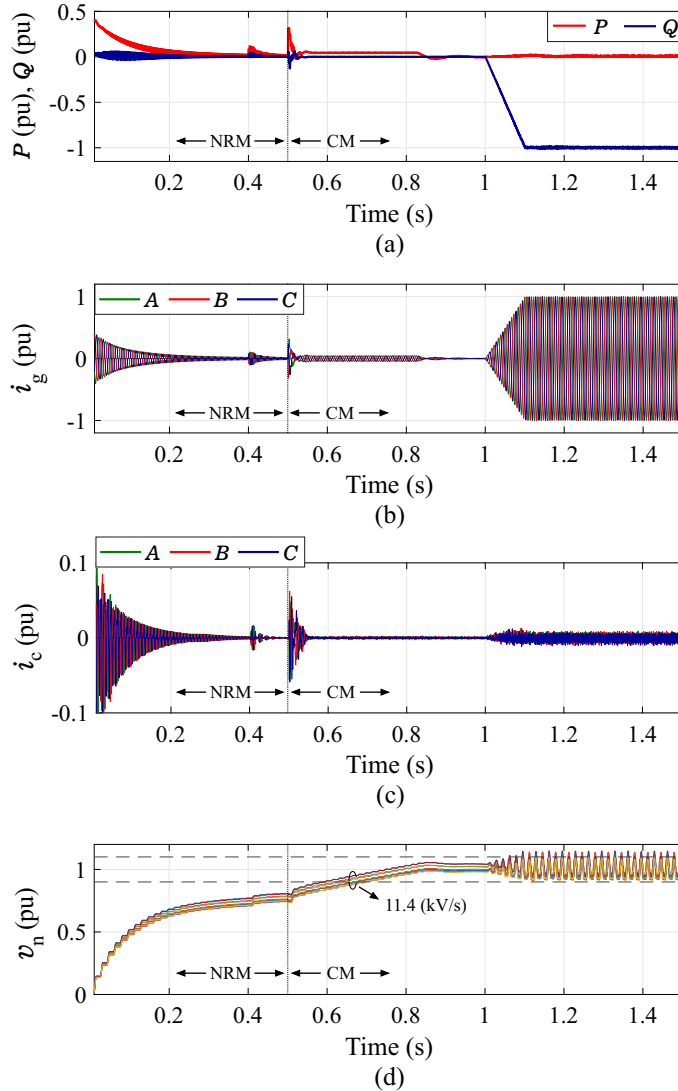 0.5
0
-0.5
-1
P (pu), Q (pu)
P Q
NRM CM
0.2 0.4 0.6 0.8 1 1.2 1.4
Time (s)
(a)
A B C
1
0
-1
i_g (pu)
NRM CM
0.2 0.4 0.6 0.8 1 1.2 1.4
Time (s)
(b)
A B C
0.1
0
-0.1
i_c (pu)
NRM CM
0.2 0.4 0.6 0.8 1 1.2 1.4
Time (s)
(c)
1
0.5
0
v_n (pu)
11.4 (kV/s)
NRM CM
0.2 0.4 0.6 0.8 1 1.2 1.4
Time (s)
(d)